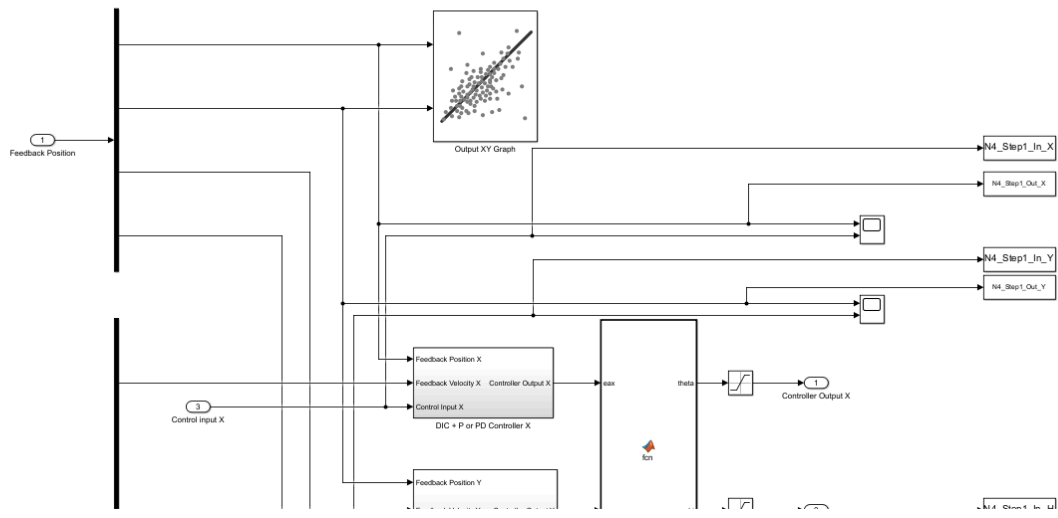 Output XY Graph
1
Feedback Position
N4_Step1_In_X
N4_Step1_Out_X
N4_Step1_In_Y
N4_Step1_Out_Y
Feedback Position X
Feedback Velocity X
Controller Output X
Control Input X
DIC + P or PD Controller X
3
Control input X
eax
theta
fcn
1
Controller Output X
Feedback Position Y